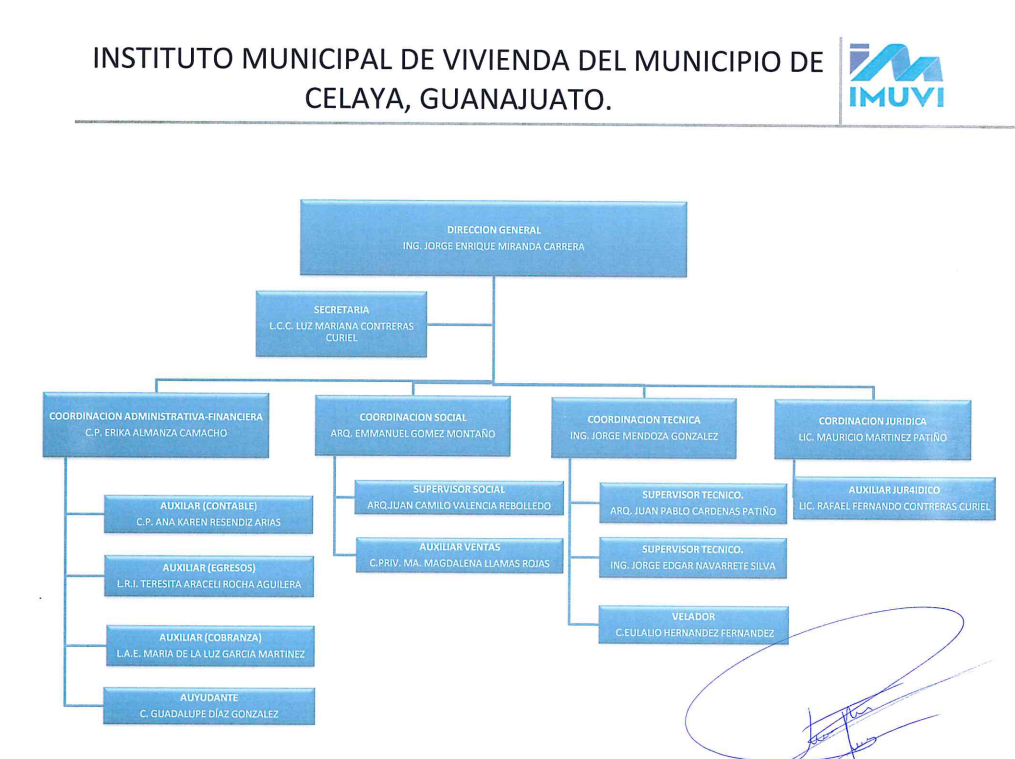 INSTITUTO MUNICIPAL DE VIVIENDA DEL MUNICIPIO DE
CELAYA, GUANAJUATO.
IMUVI
DIRECCION GENERAL
ING. JORGE ENRIQUE MIRANDA CARRERA
SECRETARIA
L.C.C. LUZ MARIANA CONTRERAS
CURIEL
COORDINACION ADMINISTRATIVA-FINANCIERA
C.P. ERIKA ALMANZA CAMACHO
AUXILAR (CONTABLE)
C.P. ANA KAREN RESENDIZ ARIAS
AUXILIAR (EGRESOS)
L.R.I. TERESITA ARACELI ROCHA AGUILERA
AUXILIAR (COBRANZA)
L.A.E. MARIA DE LA LUZ GARCIA MARTINEZ
AUYUDANTE
C. GUADALUPE DÍAZ GONZALEZ
COORDINACION SOCIAL
ARQ. EMMANUEL GOMEZ MONTAÑO
SUPERVISOR SOCIAL
ARQ.JUAN CAMILO VALENCIA REBOLLEDO
AUXILIAR VENTAS
C.PRIV. MA. MAGDALENA LLAMAS ROJAS
COORDINACION TECNICA
ING. JORGE MENDOZA GONZALEZ
SUPERVISOR TECNICO.
ARQ. JUAN PABLO CARDENAS PATIÑO
SUPERVISOR TECNICO.
ING. JORGE EDGAR NAVARRETE SILVA
VELADOR
C.EULALIO HERNANDEZ FERNANDEZ
CORDINACION JURIDICA
LIC. MAURICIO MARTINEZ PATIÑO
AUXILIAR JUR4IDICO
LIC. RAFAEL FERNANDO CONTRERAS CURIEL